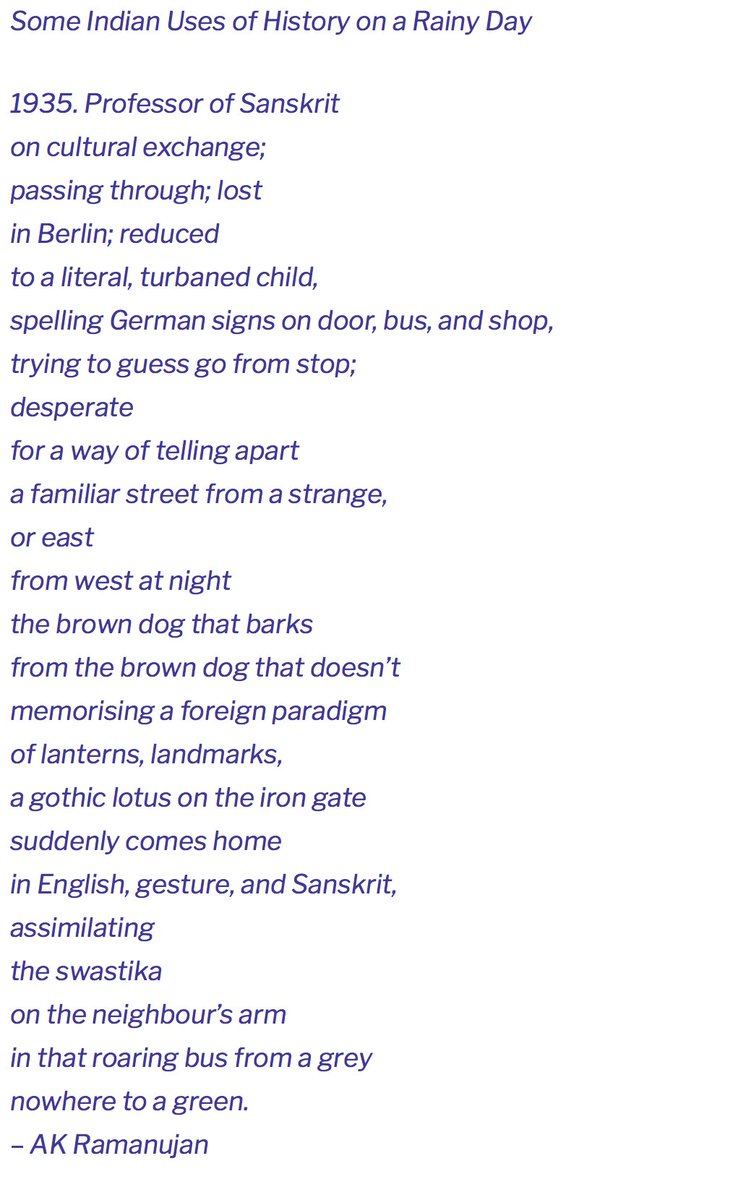 Some Indian Uses of History on a Rainy Day
1935. Professor of Sanskrit
on cultural exchange;
passing through; lost
in Berlin; reduced
to a literal, turbaned child,
spelling German signs on door, bus, and shop,
trying to guess go from stop;
desperate
for a way of telling apart
a familiar street from a strange,
or east
from west at night
the brown dog that barks
from the brown dog that doesn’t
memorising a foreign paradigm
of lanterns, landmarks,
a gothic lotus on the iron gate
suddenly comes home
in English, gesture, and Sanskrit,
assimilating
the swastika
on the neighbour’s arm
in that roaring bus from a grey
nowhere to a green.
– AK Ramanujan